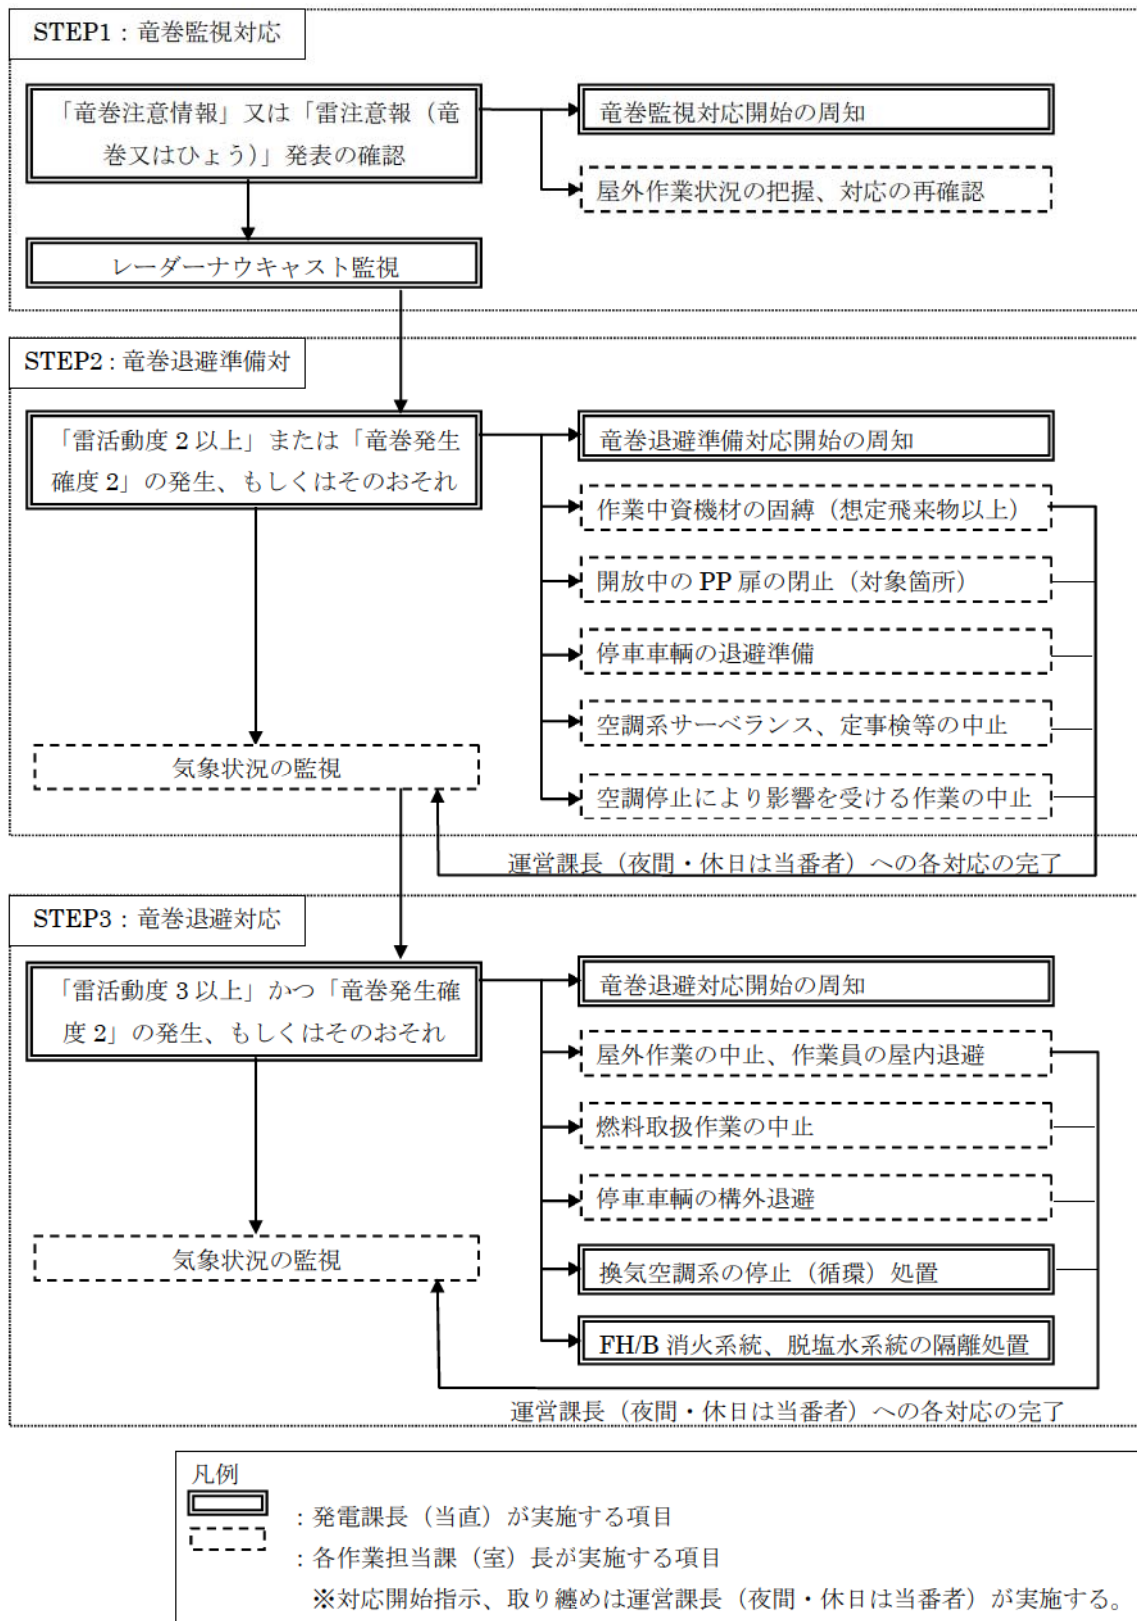 STEP1：竜巻監視対応
「竜巻注意情報」又は「雷注意報（竜
巻又はひょう）」発表の確認
竜巻監視対応開始の周知
屋外作業状況の把握、対応の再確認
レーダーナウキャスト監視
STEP2：竜巻退避準備対
「雷活動度 2 以上」または「竜巻発生
確度 2」の発生、もしくはそのおそれ
竜巻退避準備対応開始の周知
作業中資機材の固縛（想定飛来物以上）
開放中の PP 扉の閉止（対象箇所）
停車車輌の退避準備
空調系サーベランス、定事検等の中止
気象状況の監視
空調停止により影響を受ける作業の中止
運営課長（夜間・休日は当番者）への各対応の完了
STEP3：竜巻退避対応
「雷活動度 3 以上」かつ「竜巻発生確
度 2」の発生、もしくはそのおそれ
竜巻退避対応開始の周知
屋外作業の中止、作業員の屋内退避
燃料取扱作業の中止
停車車輌の構外退避
気象状況の監視
換気空調系の停止（循環）処置
FH/B 消火系統、脱塩水系統の隔離処置
運営課長（夜間・休日は当番者）への各対応の完了
凡例
：発電課長（当直）が実施する項目
：各作業担当課（室）長が実施する項目
※対応開始指示、取り纏めは運営課長（夜間・休日は当番者）が実施する。